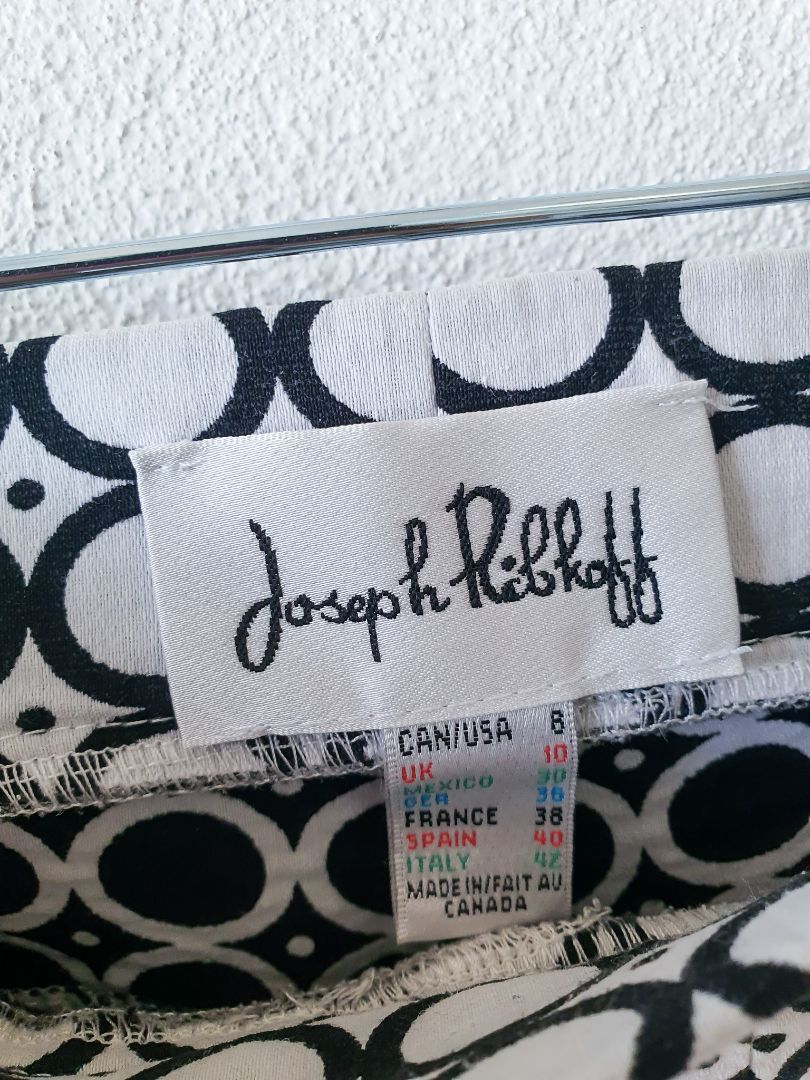 Joseph Ribkoff
CAN/USA 8
UK 10
MEXICO 30
GER 36
FRANCE 38
SPAIN 40
ITALY 42
MADE IN/FAIT AU
CANADA